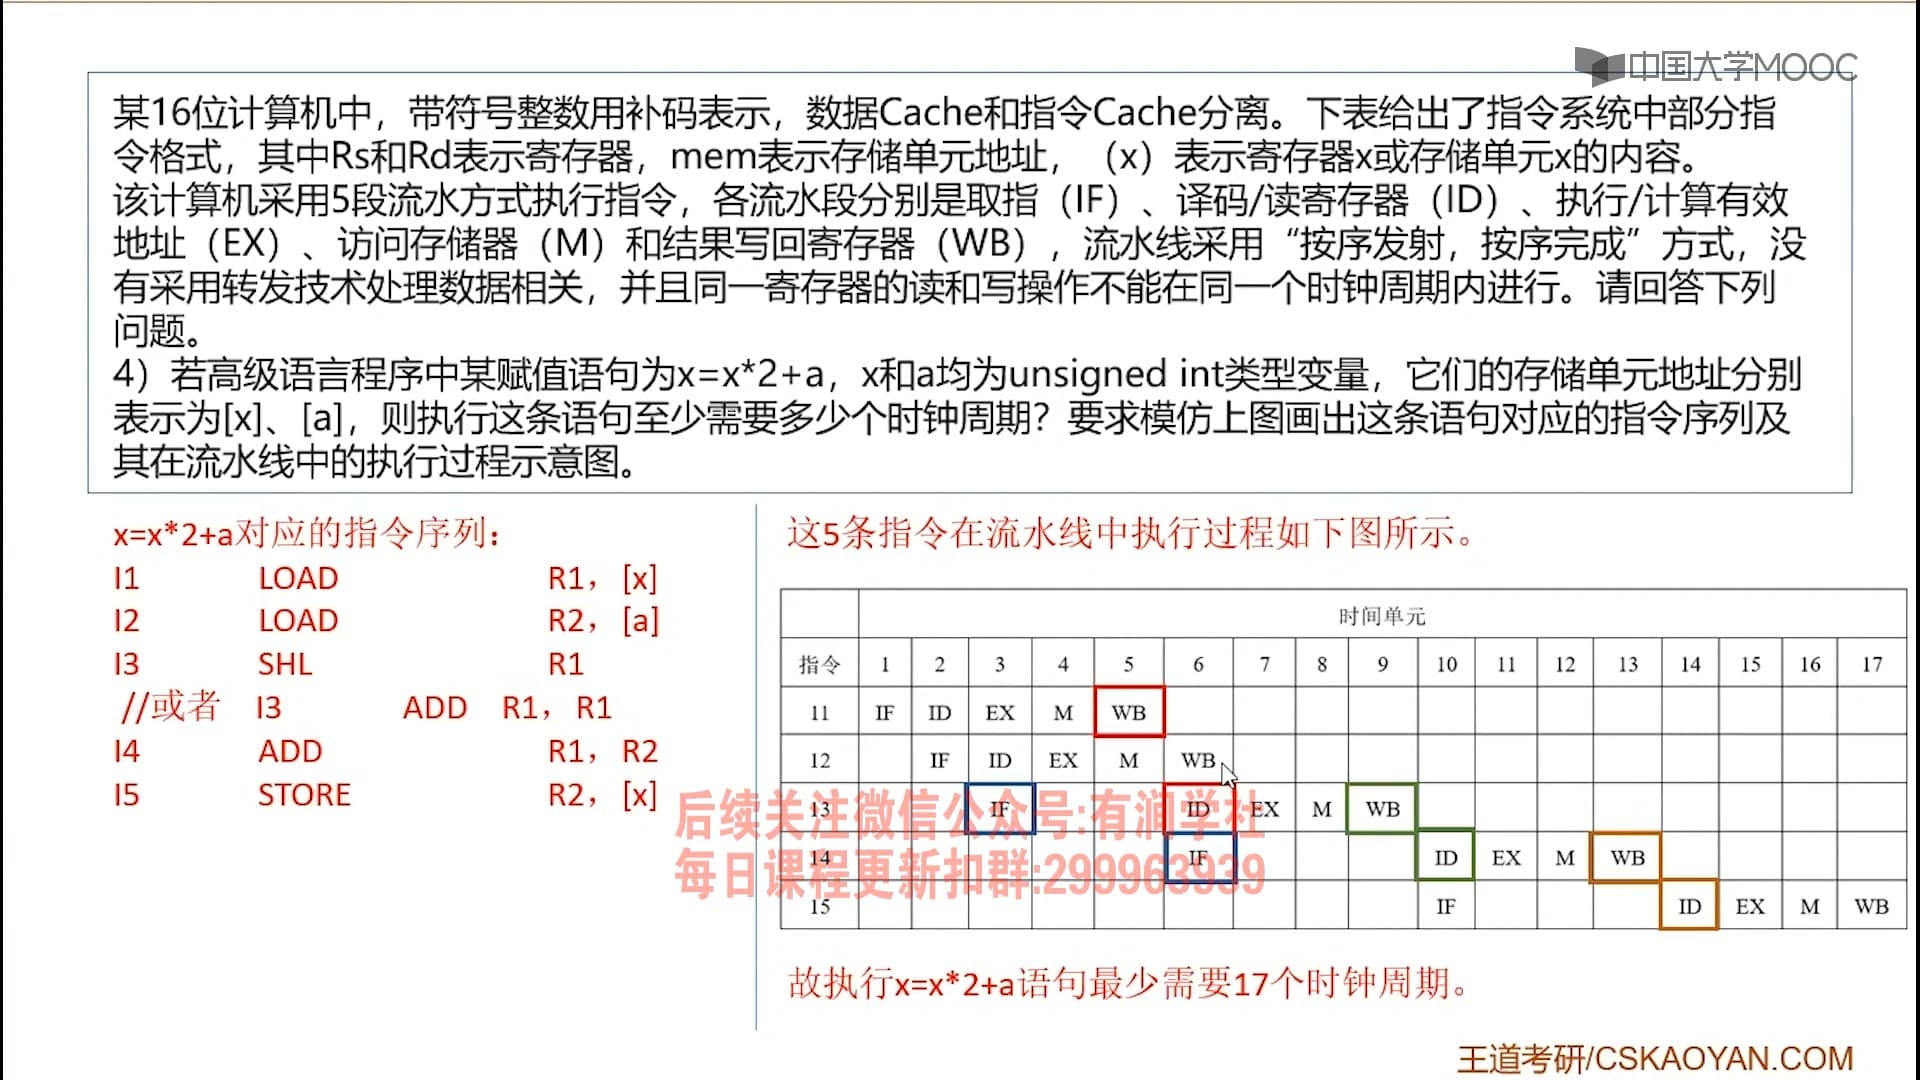 中国大学MOOC
某16位计算机中，带符号整数用补码表示，数据Cache和指令Cache分离。下表给出了指令系统中部分指
令格式，其中Rs和Rd表示寄存器，mem表示存储单元地址，（x）表示寄存器x或存储单元x的内容。
该计算机采用5段流水方式执行指令，各流水段分别是取指（IF）、译码/读寄存器（ID）、执行/计算有效
地址（EX）、访问存储器（M）和结果写回寄存器（WB），流水线采用“按序发射，按序完成”方式，没
有采用转发技术处理数据相关，并且同一寄存器的读和写操作不能在同一个时钟周期内进行。请回答下列
问题。
4）若高级语言程序中某赋值语句为x=x*2+a，x和a均为unsigned int类型变量，它们的存储单元地址分别
表示为[x]、[a]，则执行这条语句至少需要多少个时钟周期？要求模仿上图画出这条语句对应的指令序列及
其在流水线中的执行过程示意图。
x=x*2+a对应的指令序列：
I1 LOAD R1，[x]
I2 LOAD R2，[a]
I3 SHL R1
//或者 I3 ADD R1，R1
I4 ADD R1，R2
I5 STORE R2，[x]
这5条指令在流水线中执行过程如下图所示。
时间单元
指令 1 2 3 4 5 6 7 8 9 10 11 12 13 14 15 16 17
11 IF ID EX M WB
12 IF ID EX M WB
13 IF ID EX M WB
14 IF ID EX M WB
15 IF ID EX M WB
后续关注微信公众号:有润学社
每日课程更新扣群:299963939
故执行x=x*2+a语句最少需要17个时钟周期。
王道考研/CSKAOYAN.COM